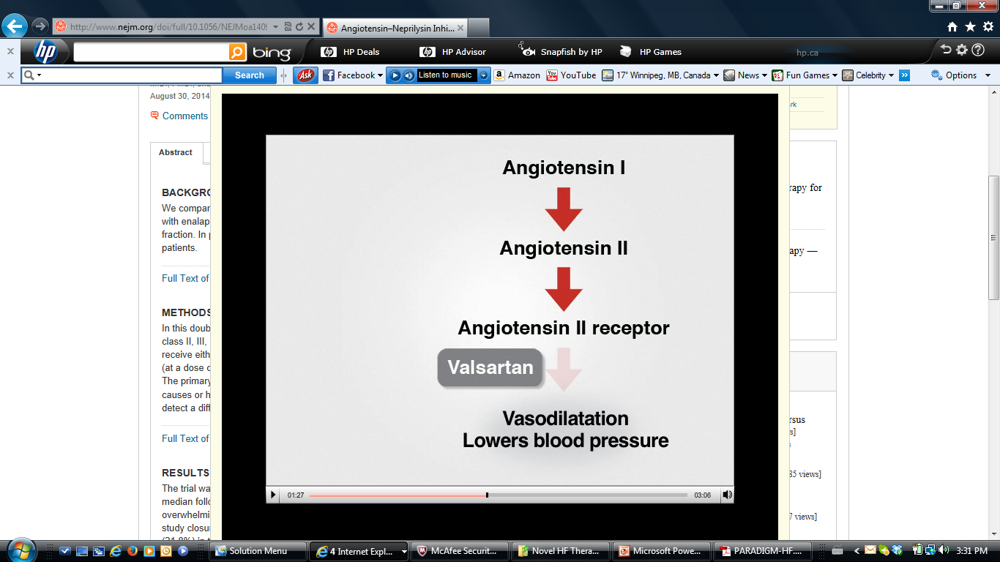 http://www.nejm.org/doi/full/10.1056/NEJMoa140
Angiotensin–Neprilysin Inhi...
hp
bing
HP Deals
HP Advisor
Snapfish by HP
HP Games
hp.ca
Search
Ask
Facebook
Listen to music
Amazon
YouTube
17° Winnipeg, MB, Canada
News
Fun Games
Celebrity
Options
August 30, 2014
Comments
Abstract
BACKGRO
We compar
with enalap
fraction. In p
patients.
Full Text of
METHODS
In this doub
class II, III,
receive eith
(at a dose o
The primary
causes or h
detect a diff
Full Text of
RESULTS
The trial wa
median follo
overwhelmi
study closur
Angiotensin I
Angiotensin II
Angiotensin II receptor
Valsartan
Vasodilatation
Lowers blood pressure
01:27
03:06
ark
rapy for
rapy —
rsus
s]
s
85 views]
7 views]
Solution Menu
4 Internet Expl...
McAfee Securit...
Novel HF Thera...
Microsoft Powe...
PARADIGM-HF....
3:31 PM